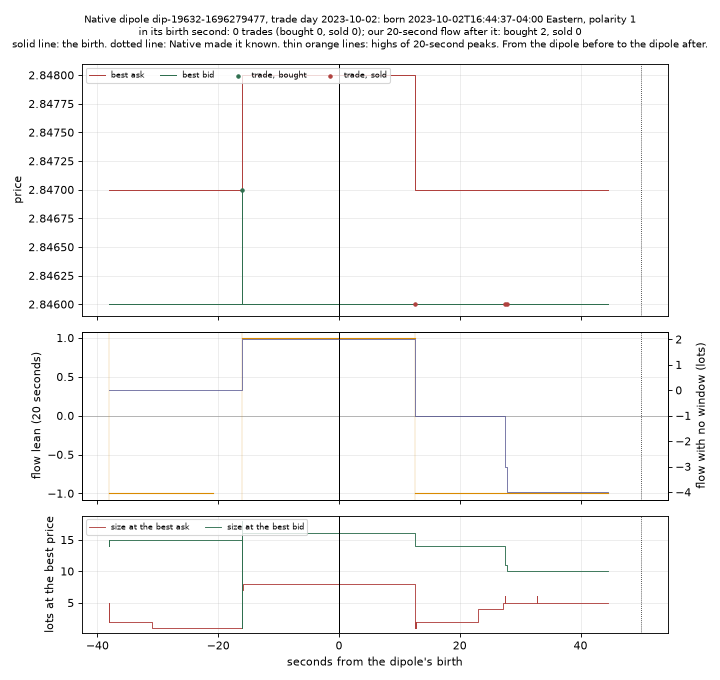 Native dipole dip-19632-1696279477, trade day 2023-10-02: born 2023-10-02T16:44:37-04:00 Eastern, polarity 1
in its birth second: 0 trades (bought 0, sold 0); our 20-second flow after it: bought 2, sold 0
solid line: the birth. dotted line: Native made it known. thin orange lines: highs of 20-second peaks. From the dipole before to the dipole after.
best ask
best bid
trade, bought
trade, sold
2.84800
2.84775
2.84750
2.84725
2.84700
2.84675
2.84650
2.84625
2.84600
price
1.0
0.5
0.0
−0.5
−1.0
flow lean (20 seconds)
2
1
0
−1
−2
−3
−4
flow with no window (lots)
size at the best ask
size at the best bid
15
10
5
lots at the best price
−40
−20
0
20
40
seconds from the dipole's birth